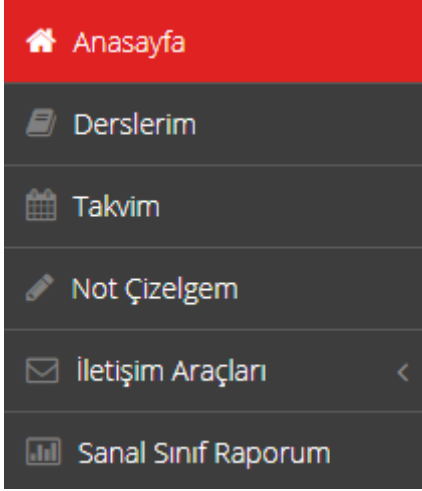 Anasayfa
Derslerim
Takvim
Not Çizelgem
İletişim Araçları
Sanal Sınıf Raporum